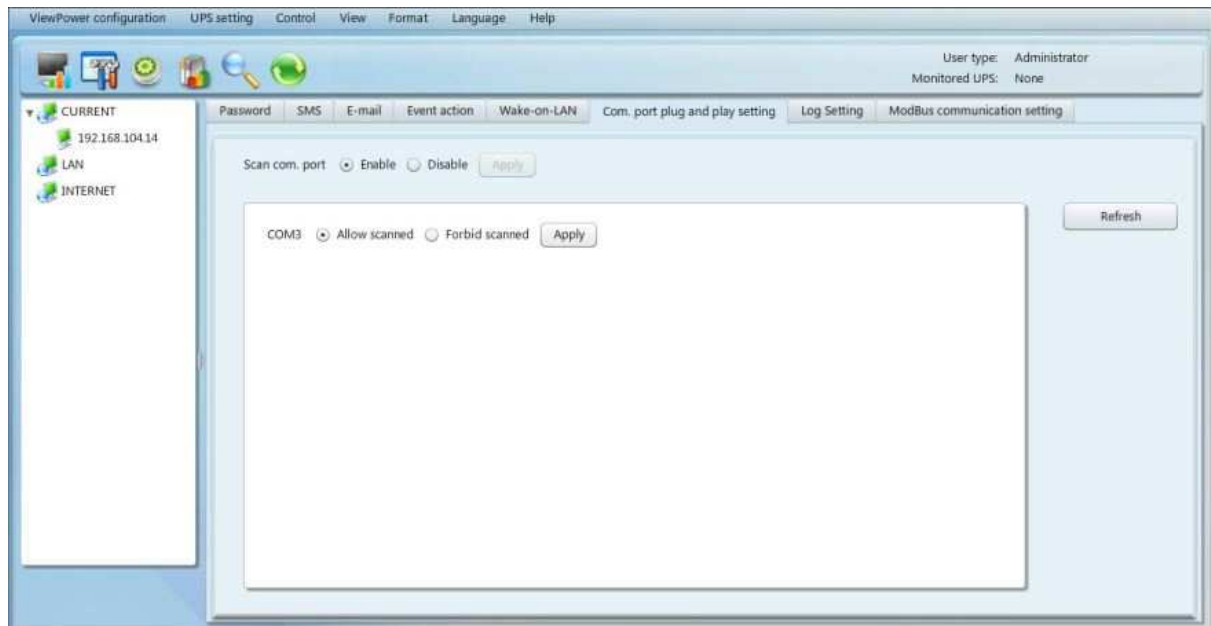 ViewPower configuration UPS setting Control View Format Language Help
User type: Administrator
Monitored UPS: None
CURRENT
192.168.104.14
LAN
INTERNET
Password SMS E-mail Event action Wake-on-LAN Com. port plug and play setting Log Setting ModBus communication setting
Scan com. port Enable Disable Apply
COM3 Allow scanned Forbid scanned Apply
Refresh